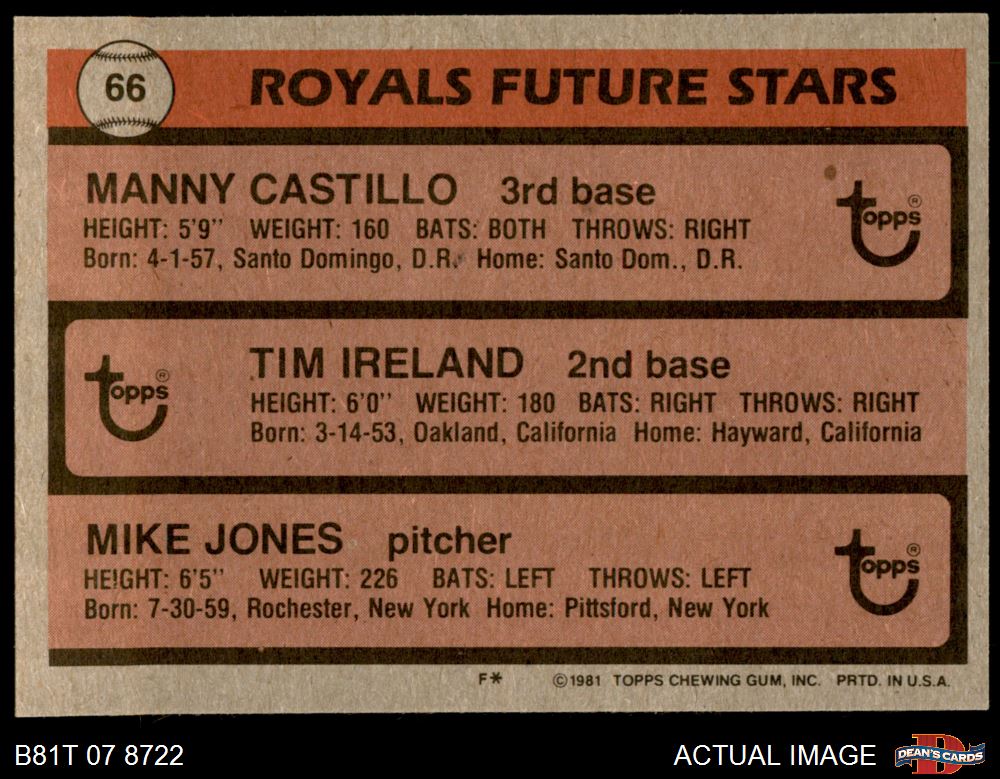 66
ROYALS FUTURE STARS
MANNY CASTILLO 3rd base
HEIGHT: 5'9" WEIGHT: 160 BATS: BOTH THROWS: RIGHT
Born: 4-1-57, Santo Domingo, D.R. Home: Santo Dom., D.R.
Topps ®
TIM IRELAND 2nd base
HEIGHT: 6'0" WEIGHT: 180 BATS: RIGHT THROWS: RIGHT
Born: 3-14-53, Oakland, California Home: Hayward, California
Topps ®
MIKE JONES pitcher
HEIGHT: 6'5" WEIGHT: 226 BATS: LEFT THROWS: LEFT
Born: 7-30-59, Rochester, New York Home: Pittsford, New York
Topps ®
F* ©1981 TOPPS CHEWING GUM, INC. PRTD. IN U.S.A.
B81T 07 8722 ACTUAL IMAGE
D
DEAN'S CARDS